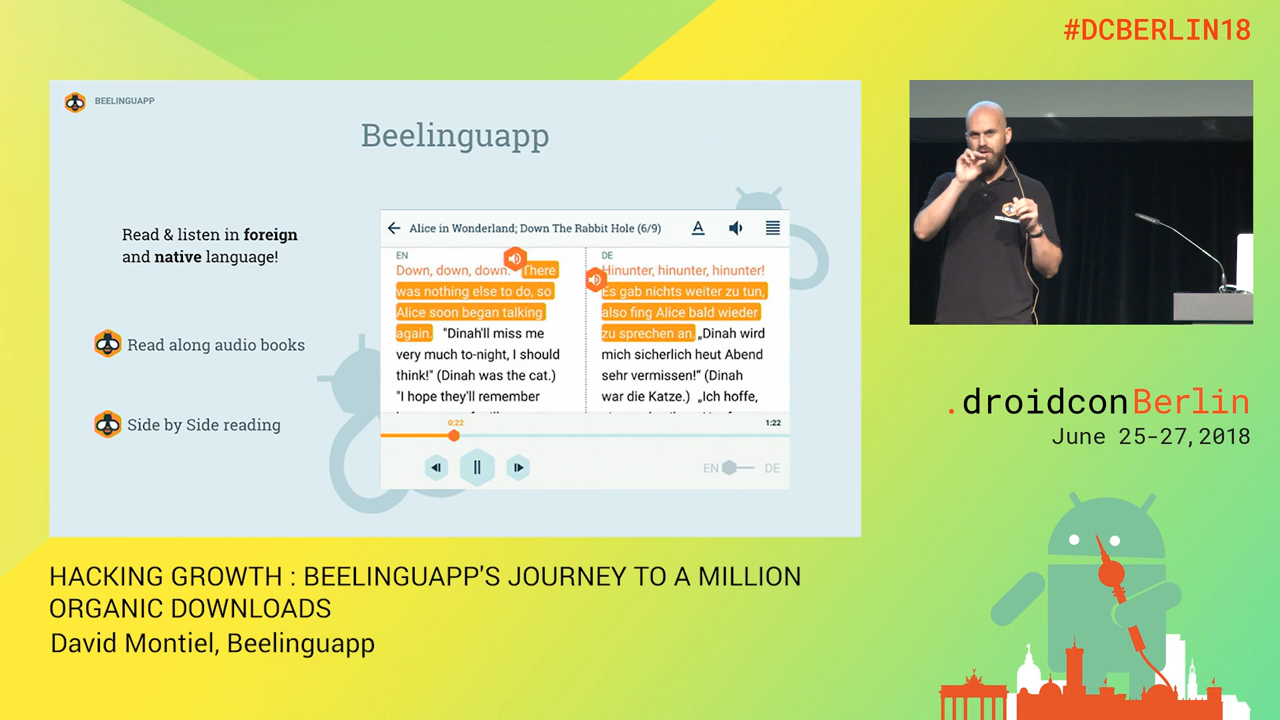 #DCBERLIN18
BEELINGUAPP
Beelinguapp
Read & listen in foreign
and native language!
Read along audio books
Side by Side reading
Alice in Wonderland; Down The Rabbit Hole (6/9)
A
EN
Down, down, down. There
was nothing else to do, so
Alice soon began talking
again. "Dinah'll miss me
very much to-night, I should
think!" (Dinah was the cat.)
"I hope they'll remember
DE
Hinunter, hinunter, hinunter!
Es gab nichts weiter zu tun,
also fing Alice bald wieder
zu sprechen an. „Dinah wird
mich sicherlich heut Abend
sehr vermissen!“ (Dinah
war die Katze.) „Ich hoffe,
0:22
1:22
EN DE
.droidconBerlin
June 25-27, 2018
HACKING GROWTH : BEELINGUAPP'S JOURNEY TO A MILLION
ORGANIC DOWNLOADS
David Montiel, Beelinguapp